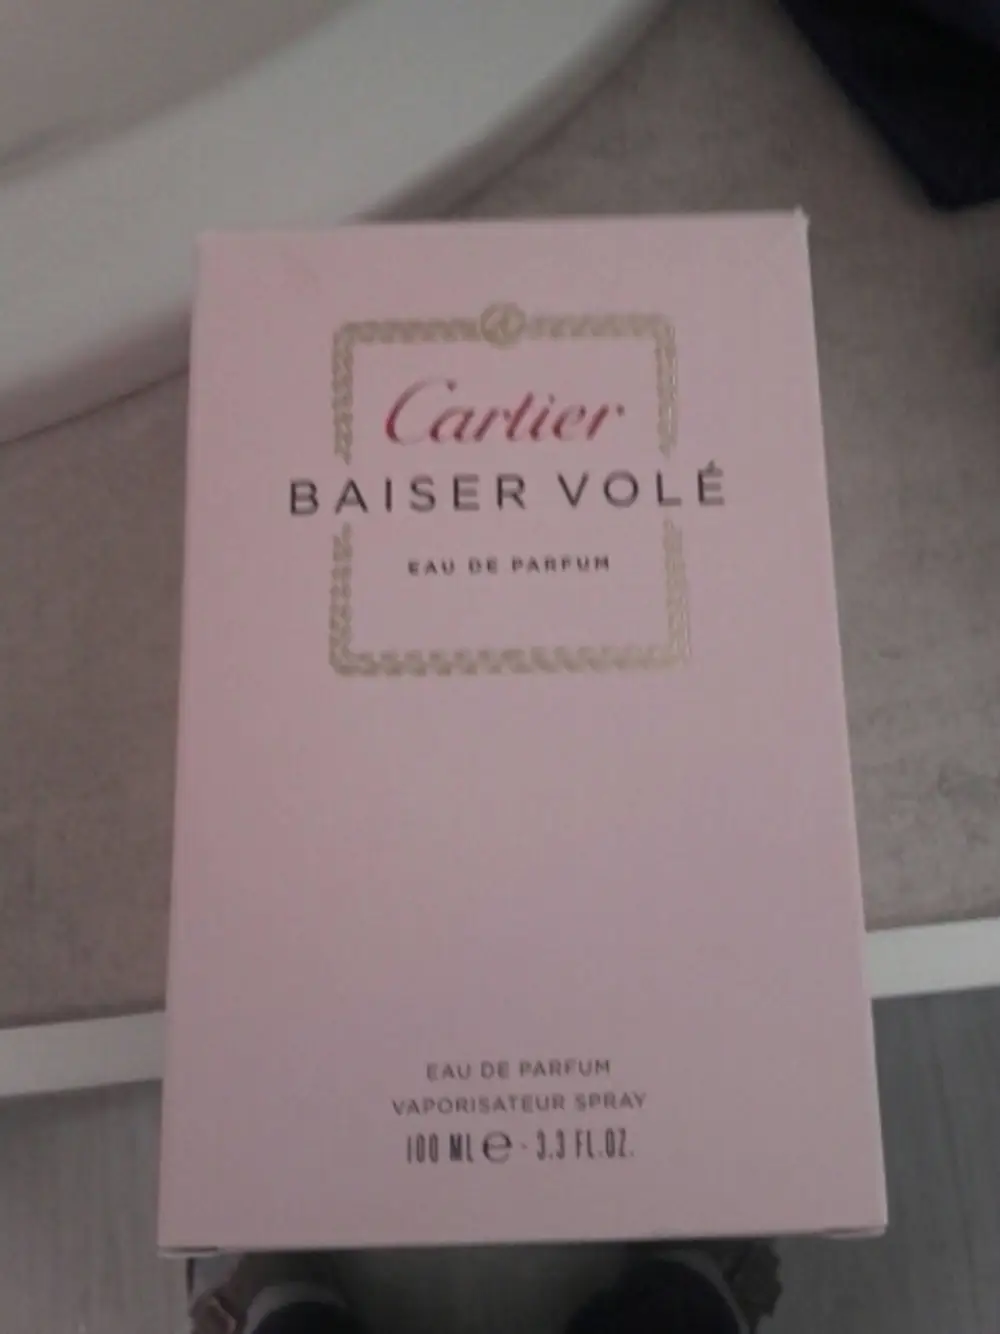 Cartier
BAISER VOLÉ
EAU DE PARFUM
EAU DE PARFUM
VAPORISATEUR SPRAY
100 ML ℮ - 3.3 FL.OZ.